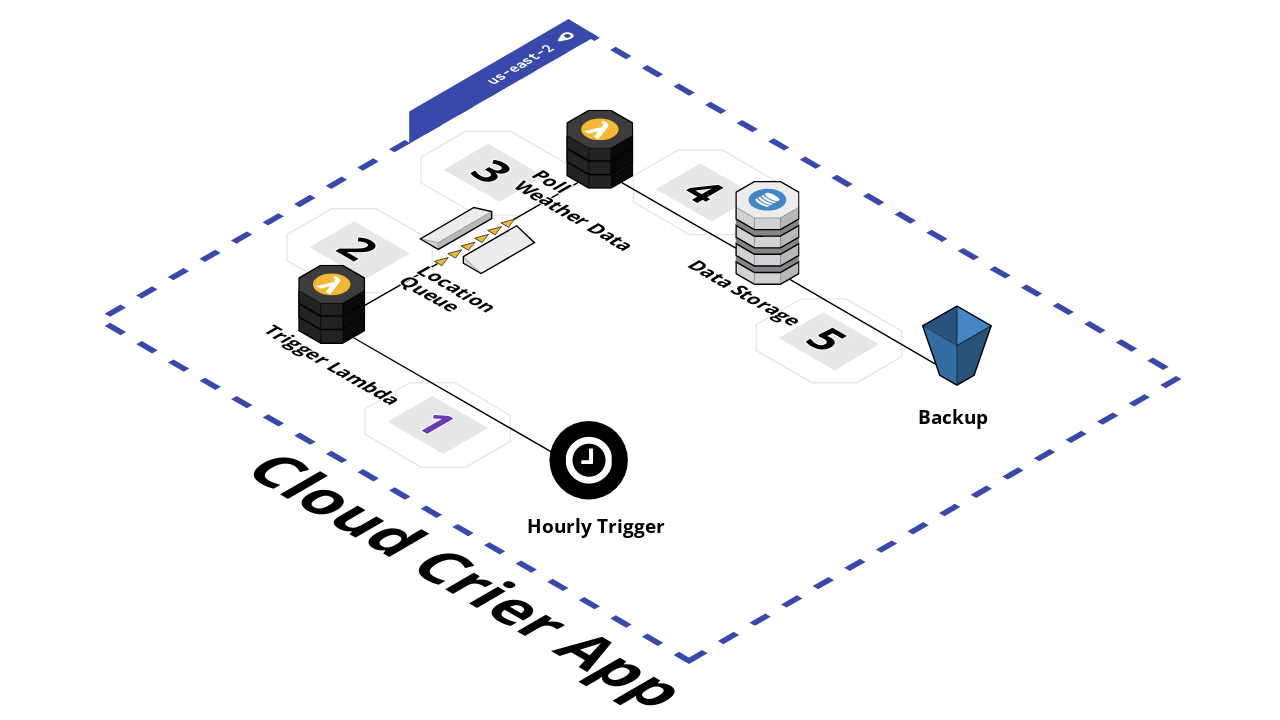 us-east-2
3
Poll
Weather Data
4
2
Location
Queue
Data Storage
5
Trigger Lambda
1
Backup
Hourly Trigger
Cloud Crier App